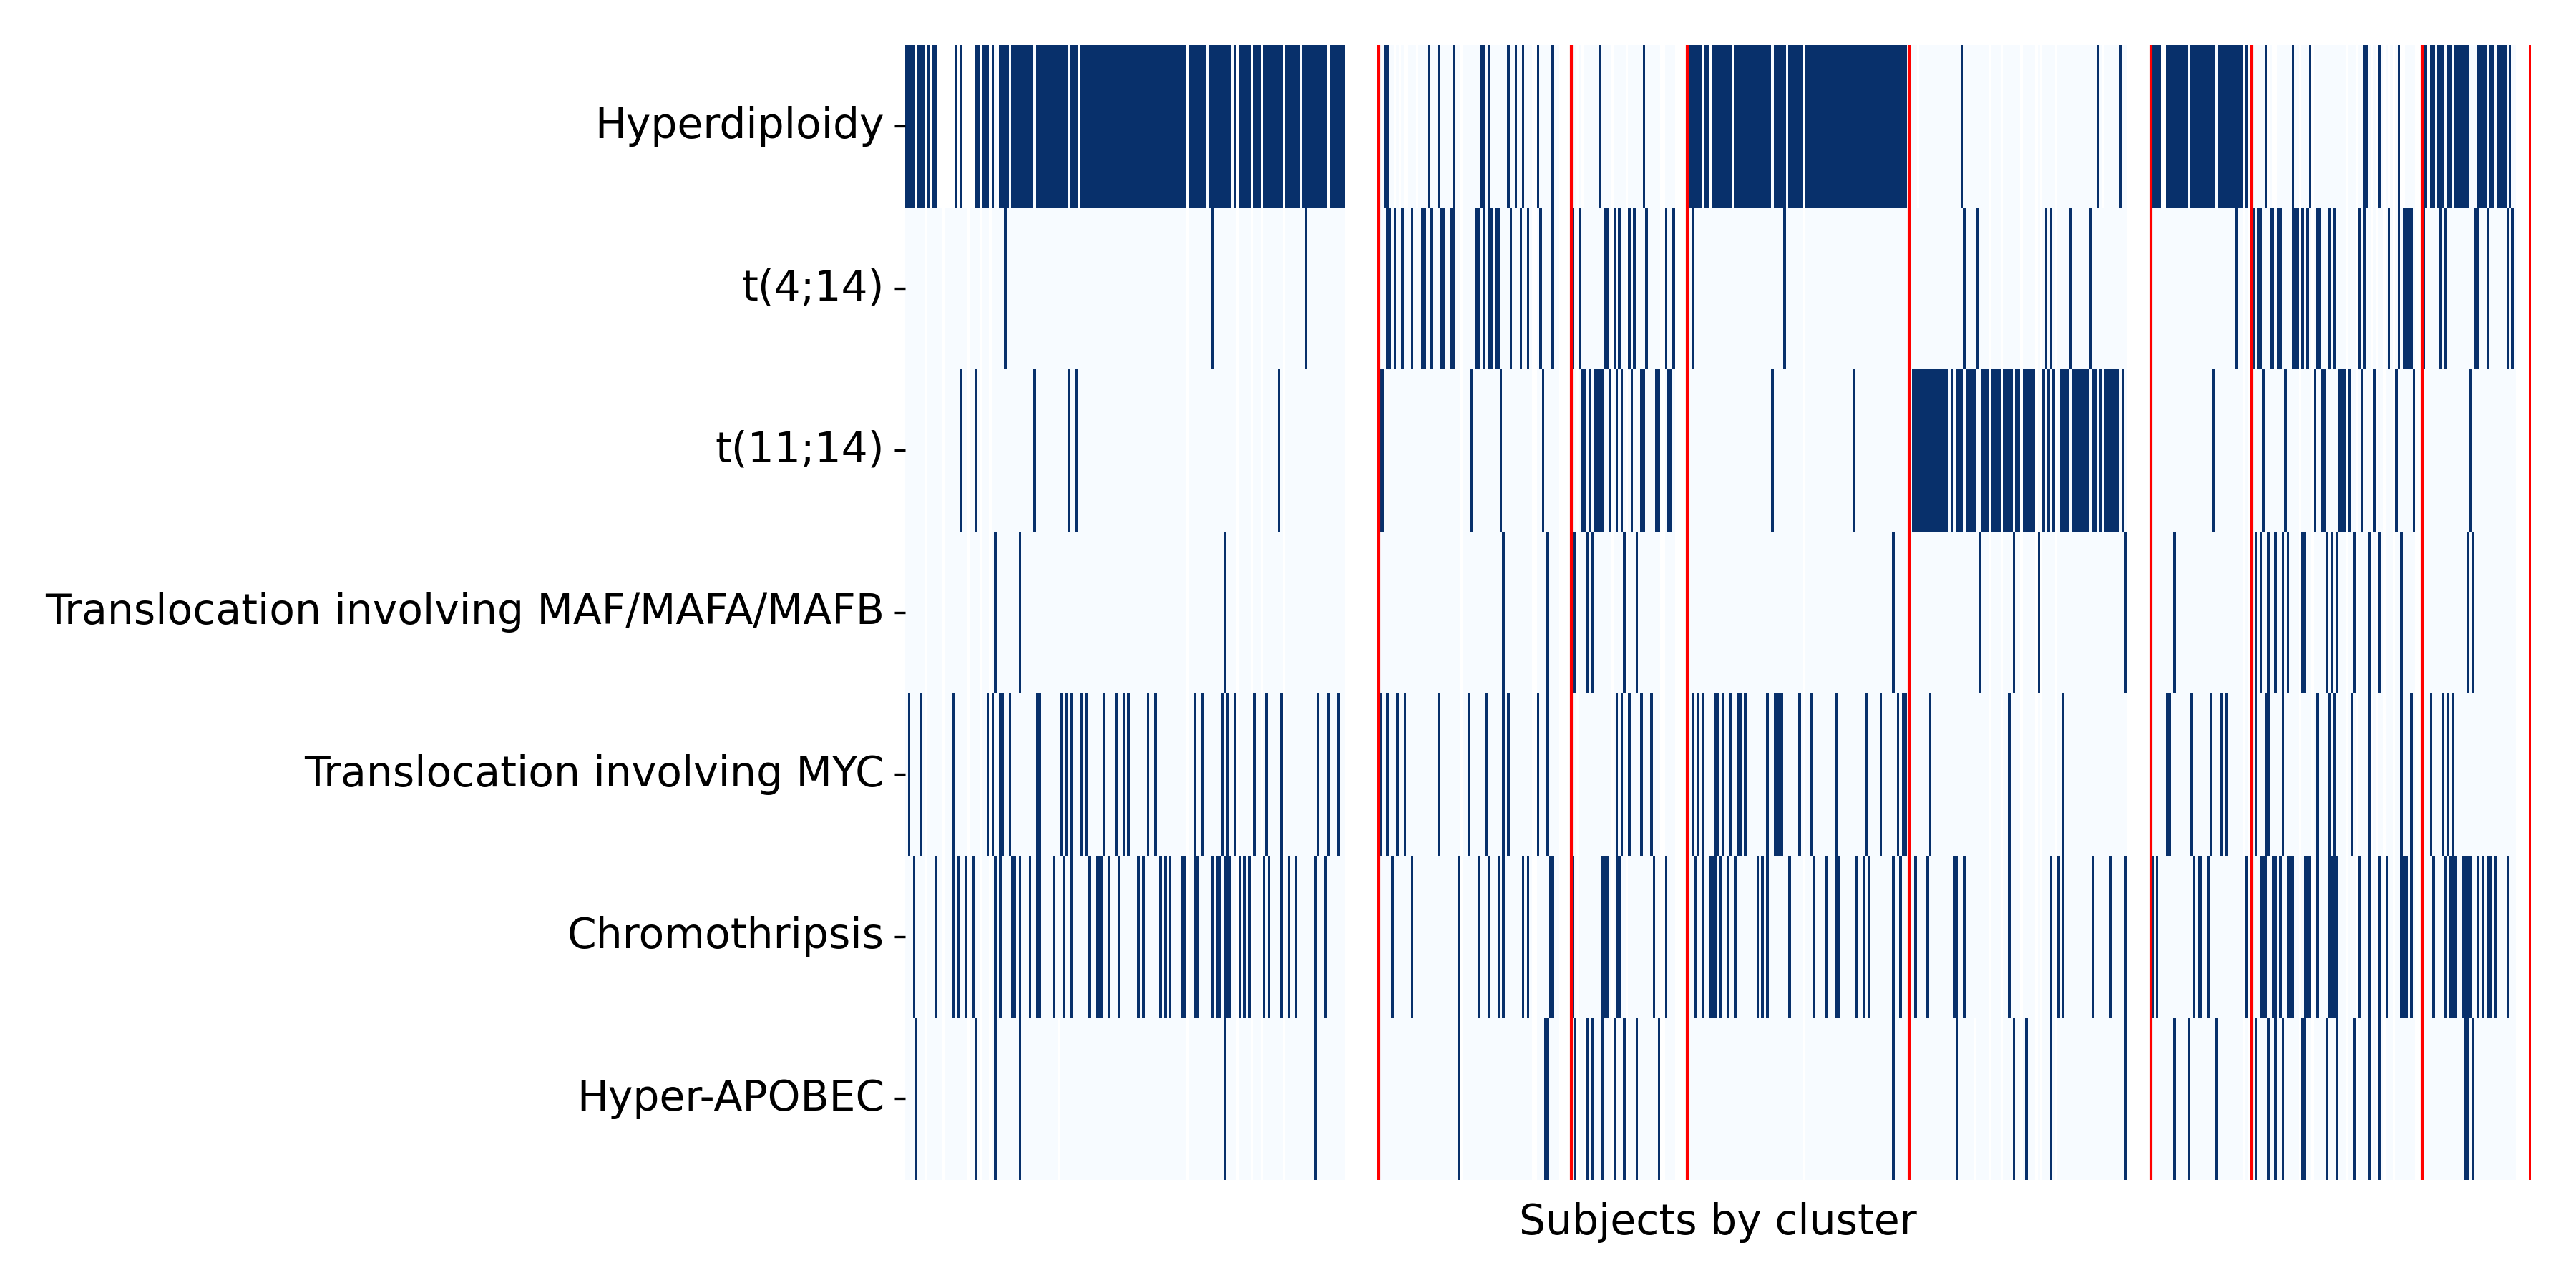 Hyperdiploidy
t(4;14)
t(11;14)
Translocation involving MAF/MAFA/MAFB
Translocation involving MYC
Chromothripsis
Hyper-APOBEC
Subjects by cluster